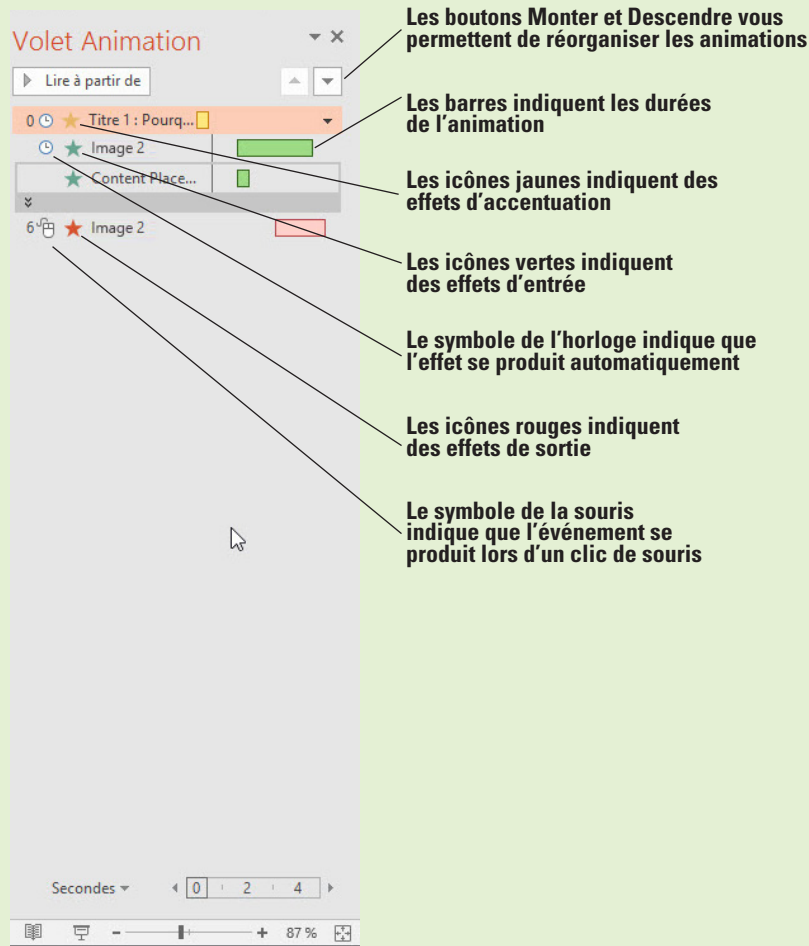 Volet Animation
Lire à partir de
0 Titre 1 : Pourq...
Image 2
Content Place...
6 Image 2
Secondes
0 2 4
87 %
Les boutons Monter et Descendre vous
permettent de réorganiser les animations
Les barres indiquent les durées
de l'animation
Les icônes jaunes indiquent des
effets d'accentuation
Les icônes vertes indiquent
des effets d'entrée
Le symbole de l'horloge indique que
l'effet se produit automatiquement
Les icônes rouges indiquent
des effets de sortie
Le symbole de la souris
indique que l'événement se
produit lors d'un clic de souris